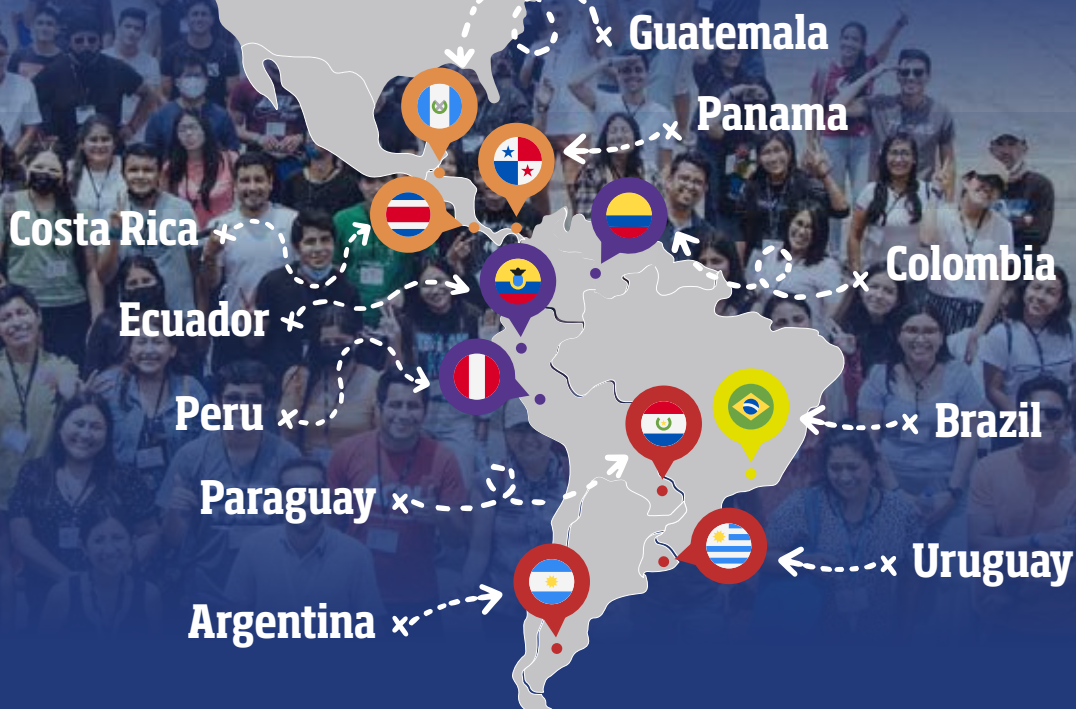 Guatemala
Panama
Costa Rica
Colombia
Ecuador
Peru
Brazil
Paraguay
Uruguay
Argentina